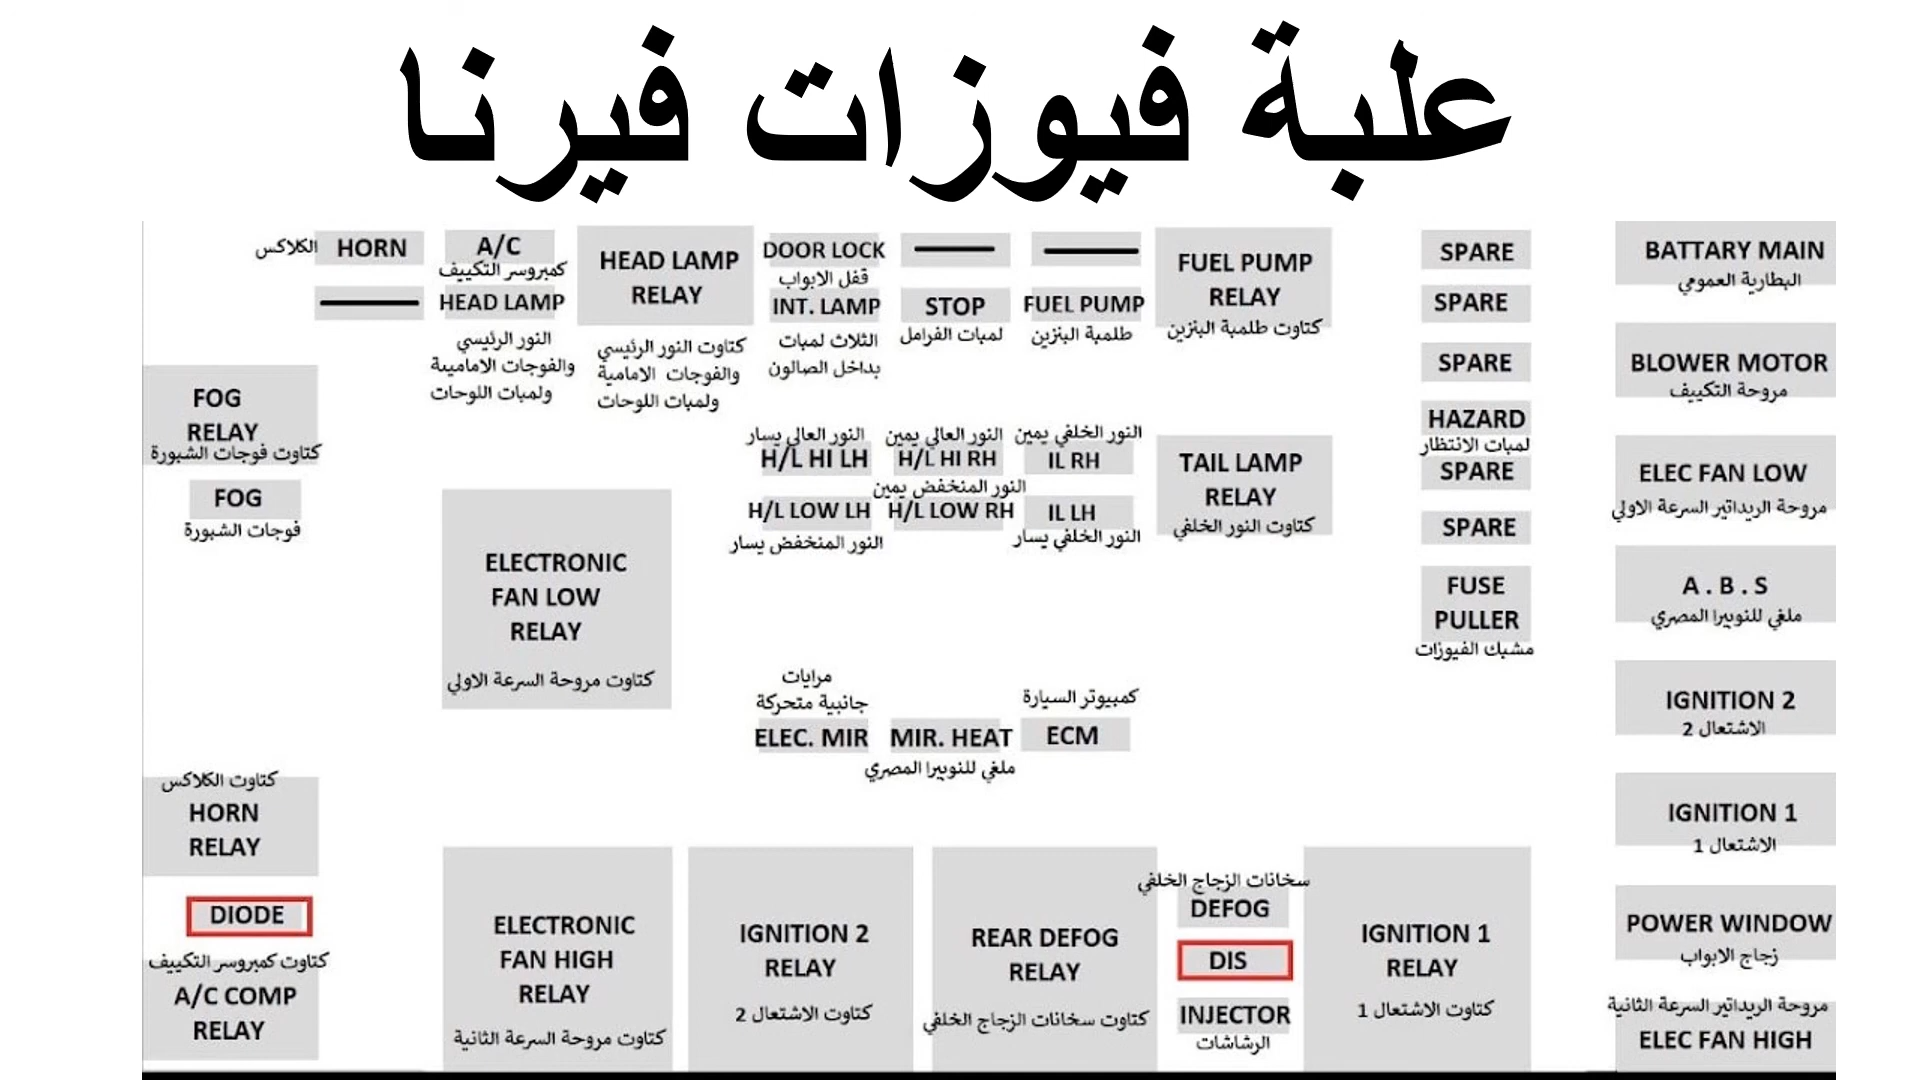 علبة فيوزات فيرنا
الكلاكس
HORN
A/C
كمبروسر التكييف
HEAD LAMP
النور الرئيسي
والفوجات الاماميىة
ولمبات اللوحات
HEAD LAMP
RELAY
كتاوت النور الرئيسي
والفوجات الامامية
ولمبات اللوحات
DOOR LOCK
قفل الابواب
INT. LAMP
الثلاث لمبات
بداخل الصالون
STOP
لمبات الفرامل
FUEL PUMP
طلمبة البنزين
FUEL PUMP
RELAY
كتاوت طلمبة البنزين
SPARE
SPARE
SPARE
HAZARD
لمبات الانتظار
SPARE
SPARE
FUSE
PULLER
مشبك الفيوزات
BATTARY MAIN
البطارية العمومي
BLOWER MOTOR
مروحة التكييف
ELEC FAN LOW
مروحة الريداتير السرعة الاولي
A . B . S
ملغي للنوبيرا المصري
IGNITION 2
الاشتعال 2
IGNITION 1
الاشتعال 1
POWER WINDOW
زجاج الابواب
مروحة الريداتير السرعة الثانية
ELEC FAN HIGH
FOG
RELAY
كتاوت فوجات الشبورة
FOG
فوجات الشبورة
ELECTRONIC
FAN LOW
RELAY
كتاوت مروحة السرعة الاولي
النور العالي يسار
H/L HI LH
النور العالي يمين
H/L HI RH
النور الخلفي يمين
IL RH
H/L LOW LH
النور المنخفض يسار
النور المنخفض يمين
H/L LOW RH
IL LH
النور الخلفي يسار
TAIL LAMP
RELAY
كتاوت النور الخلفي
مرايات
جانبية متحركة
ELEC. MIR
MIR. HEAT
ملغي للنوبيرا المصري
كمبيوتر السيارة
ECM
كتاوت الكلاكس
HORN
RELAY
DIODE
كتاوت كمبروسر التكييف
A/C COMP
RELAY
ELECTRONIC
FAN HIGH
RELAY
كتاوت مروحة السرعة الثانية
IGNITION 2
RELAY
كتاوت الاشتعال 2
REAR DEFOG
RELAY
كتاوت سخانات الزجاج الخلفي
سخانات الزجاج الخلفي
DEFOG
DIS
INJECTOR
الرشاشات
IGNITION 1
RELAY
كتاوت الاشتعال 1